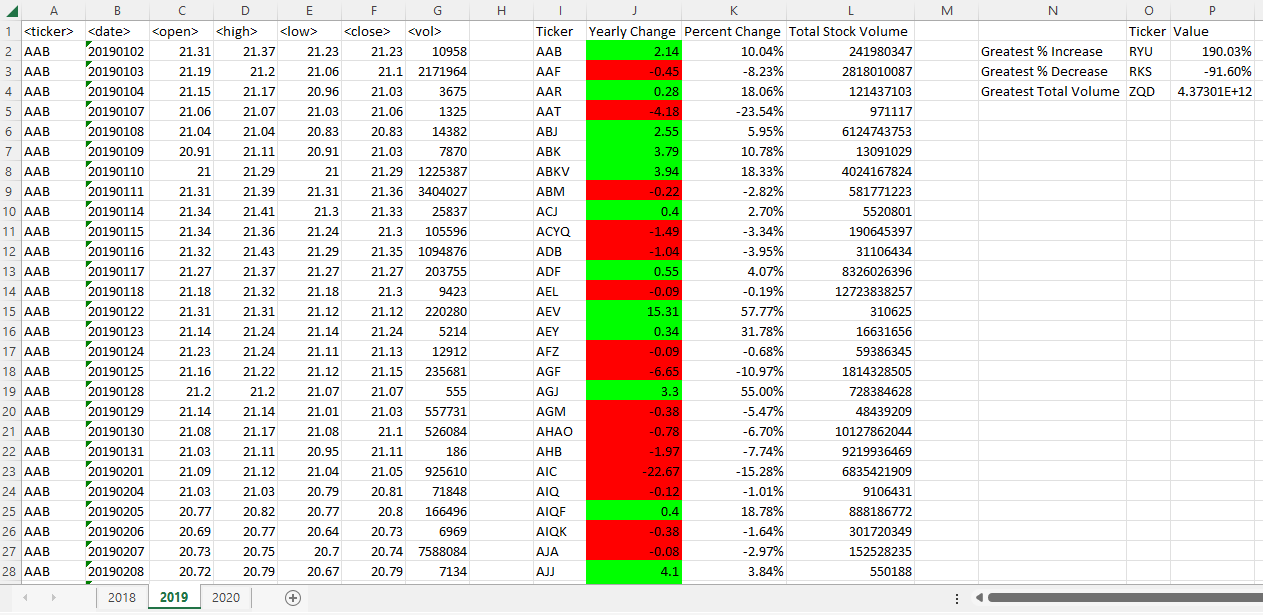 A B C D E F G H I J K L M N O P
1 <ticker> <date> <open> <high> <low> <close> <vol> Ticker Yearly Change Percent Change Total Stock Volume Ticker Value
2 AAB 20190102 21.31 21.37 21.23 21.23 10958 AAB 2.14 10.04% 241980347 Greatest % Increase RYU 190.03%
3 AAB 20190103 21.19 21.2 21.06 21.1 2171964 AAF -0.45 -8.23% 2818010087 Greatest % Decrease RKS -91.60%
4 AAB 20190104 21.15 21.17 20.96 21.03 3675 AAR 0.28 18.06% 121437103 Greatest Total Volume ZQD 4.37301E+12
5 AAB 20190107 21.06 21.07 21.03 21.06 1325 AAT -4.18 -23.54% 971117
6 AAB 20190108 21.04 21.04 20.83 20.83 14382 ABJ 2.55 5.95% 6124743753
7 AAB 20190109 20.91 21.11 20.91 21.03 7870 ABK 3.79 10.78% 13091029
8 AAB 20190110 21 21.29 21 21.29 1225387 ABKV 3.94 18.33% 4024167824
9 AAB 20190111 21.31 21.39 21.31 21.36 3404027 ABM -0.22 -2.82% 581771223
10 AAB 20190114 21.34 21.41 21.3 21.33 25837 ACJ 0.4 2.70% 5520801
11 AAB 20190115 21.34 21.36 21.24 21.3 105596 ACYQ -1.49 -3.34% 190645397
12 AAB 20190116 21.32 21.43 21.29 21.35 1094876 ADB -1.04 -3.95% 31106434
13 AAB 20190117 21.27 21.37 21.27 21.27 203755 ADF 0.55 4.07% 8326026396
14 AAB 20190118 21.18 21.32 21.18 21.3 9423 AEL -0.09 -0.19% 12723838257
15 AAB 20190122 21.31 21.31 21.12 21.12 220280 AEV 15.31 57.77% 310625
16 AAB 20190123 21.14 21.24 21.14 21.24 5214 AEY 0.34 31.78% 16631656
17 AAB 20190124 21.23 21.24 21.11 21.13 12912 AFZ -0.09 -0.68% 59386345
18 AAB 20190125 21.16 21.22 21.12 21.15 235681 AGF -6.65 -10.97% 1814328505
19 AAB 20190128 21.2 21.2 21.07 21.07 555 AGJ 3.3 55.00% 728384628
20 AAB 20190129 21.14 21.14 21.01 21.03 557731 AGM -0.38 -5.47% 48439209
21 AAB 20190130 21.08 21.17 21.08 21.1 526084 AHAO -0.78 -6.70% 10127862044
22 AAB 20190131 21.03 21.11 20.95 21.11 186 AHB -1.97 -7.74% 9219936469
23 AAB 20190201 21.09 21.12 21.04 21.05 925610 AIC -22.67 -15.28% 6835421909
24 AAB 20190204 21.03 21.03 20.79 20.81 71848 AIQ -0.12 -1.01% 9106431
25 AAB 20190205 20.77 20.82 20.77 20.8 166496 AIQF 0.4 18.78% 888186772
26 AAB 20190206 20.69 20.77 20.64 20.73 6969 AIQK -0.38 -1.64% 301720349
27 AAB 20190207 20.73 20.75 20.7 20.74 7588084 AJA -0.08 -2.97% 152528235
28 AAB 20190208 20.72 20.79 20.67 20.79 7134 AJJ 4.1 3.84% 550188
2018 2019 2020